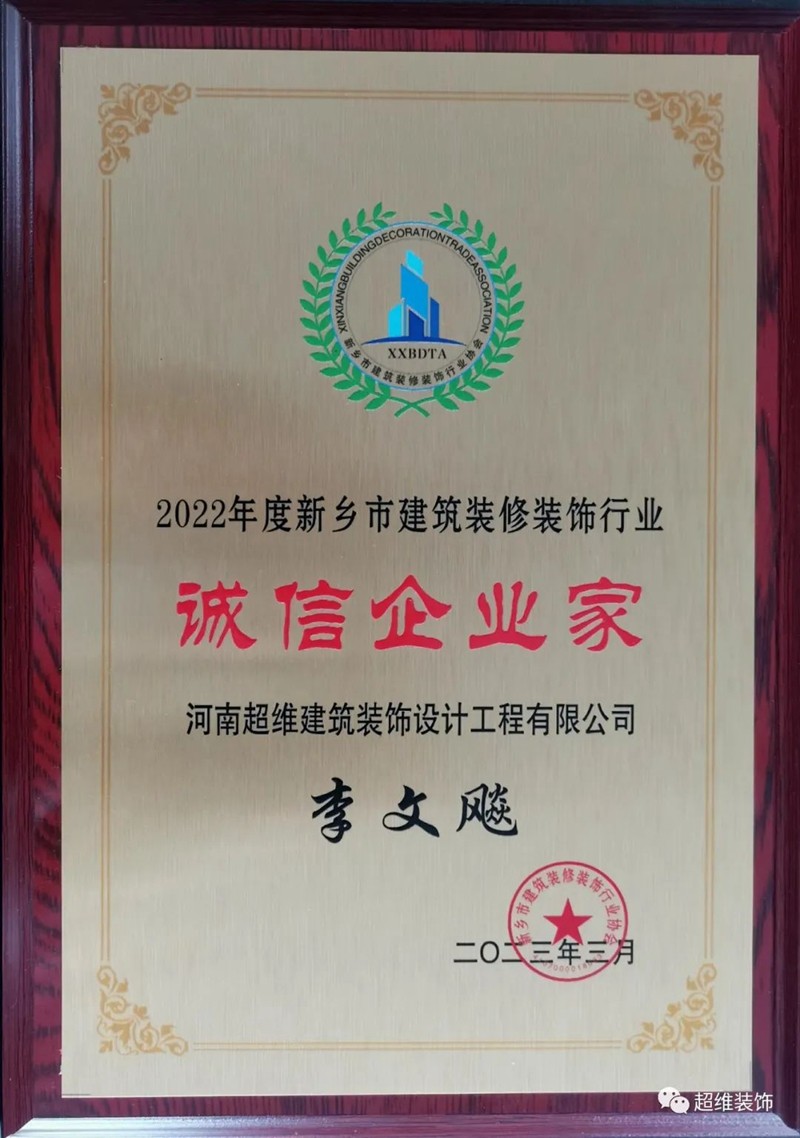 XINXIANGBUILDINGDECORATIONTRADEASSOCIATION
XXBDTA
新乡市建筑装修装饰行业协会
2022年度新乡市建筑装修装饰行业
诚信企业家
河南超维建筑装饰设计工程有限公司
李文飚
新乡市建筑装修装饰行业协会
二〇二三年三月
超维装饰